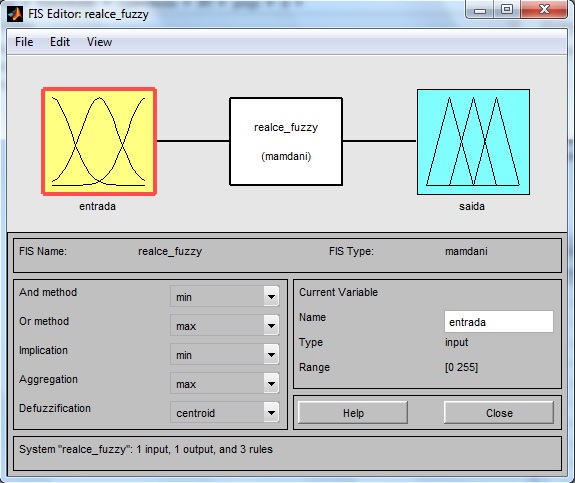 FIS Editor: realce_fuzzy
File Edit View
realce_fuzzy
(mamdani)
entrada
saida
FIS Name: realce_fuzzy FIS Type: mamdani
And method min
Or method max
Implication min
Aggregation max
Defuzzification centroid
Current Variable
Name entrada
Type input
Range [0 255]
Help Close
System "realce_fuzzy": 1 input, 1 output, and 3 rules